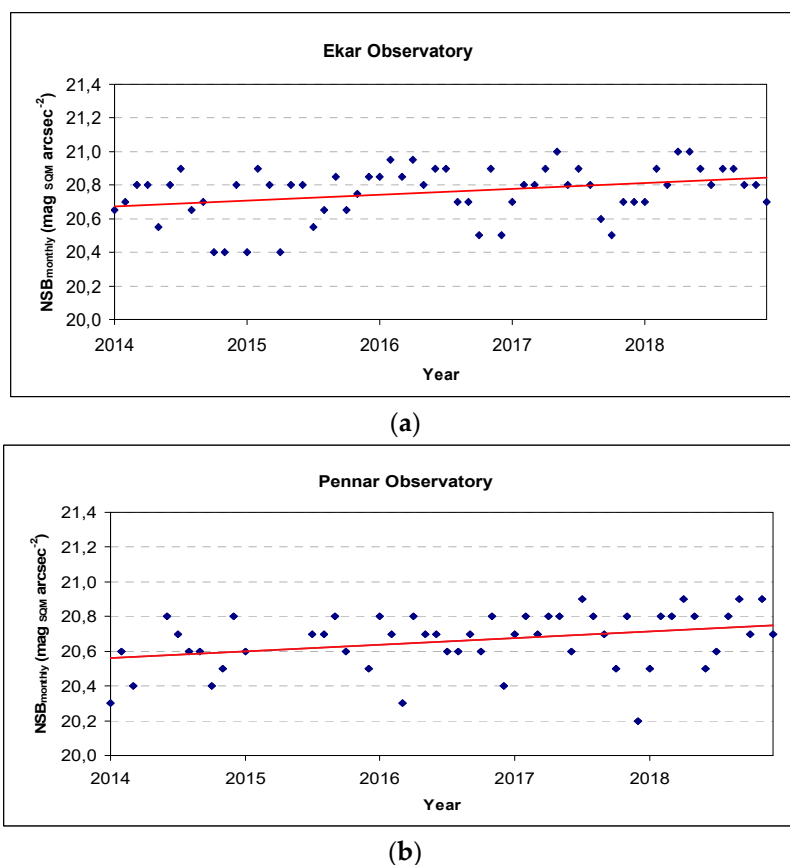 Ekar Observatory
NSBmonthly (mag SQM arcsec-2)
21,4
21,2
21,0
20,8
20,6
20,4
20,2
20,0
2014 2015 2016 2017 2018
Year
(a)
Pennar Observatory
NSBmonthly (mag SQM arcsec-2)
21,4
21,2
21,0
20,8
20,6
20,4
20,2
20,0
2014 2015 2016 2017 2018
Year
(b)